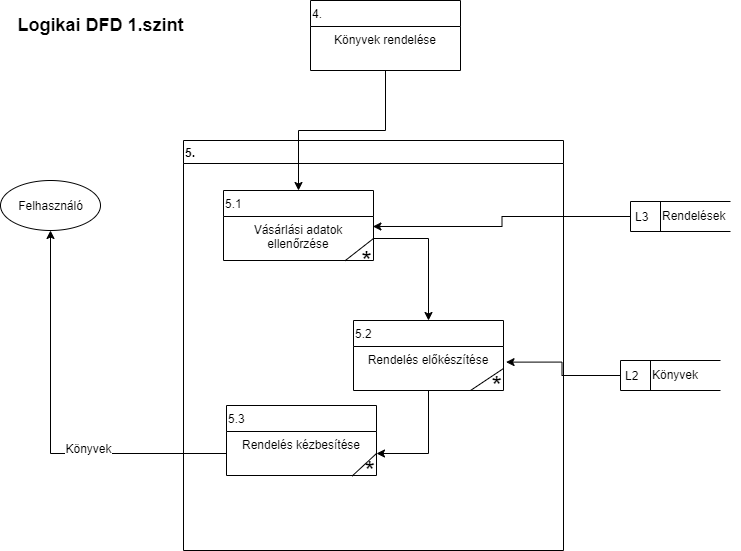 Logikai DFD 1.szint
4.
Könyvek rendelése
5.
5.1
Vásárlási adatok
ellenőrzése
*
Felhasználó
L3
Rendelések
5.2
Rendelés előkészítése
*
L2
Könyvek
5.3
Rendelés kézbesítése
*
Könyvek